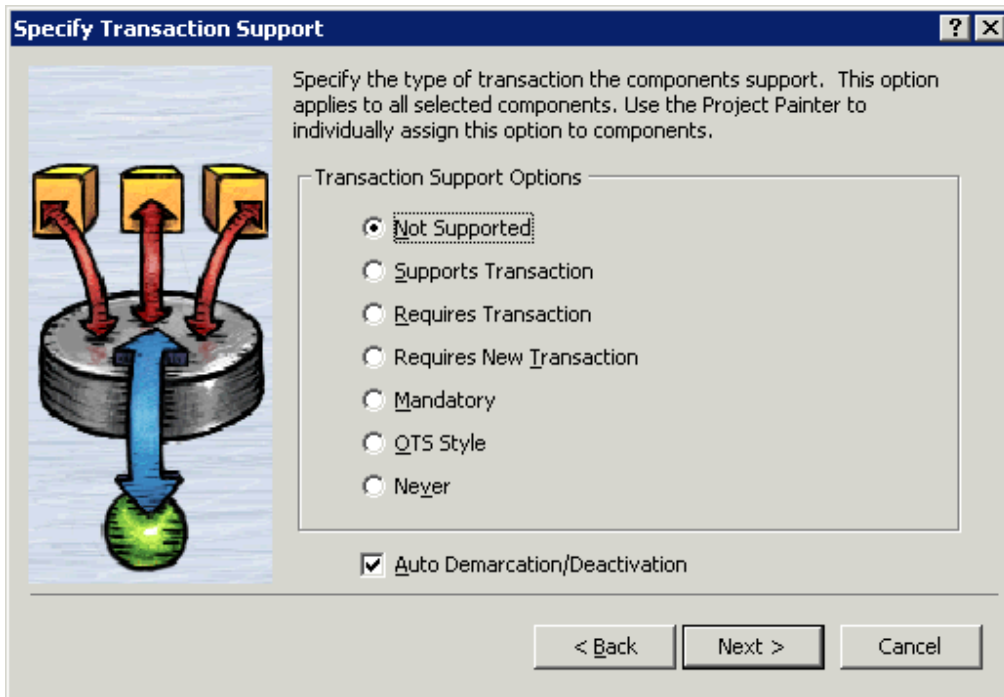 Specify Transaction Support
Specify the type of transaction the components support. This option
applies to all selected components. Use the Project Painter to
individually assign this option to components.
Transaction Support Options
Not Supported
Supports Transaction
Requires Transaction
Requires New Transaction
Mandatory
OTS Style
Never
Auto Demarcation/Deactivation
< Back
Next >
Cancel